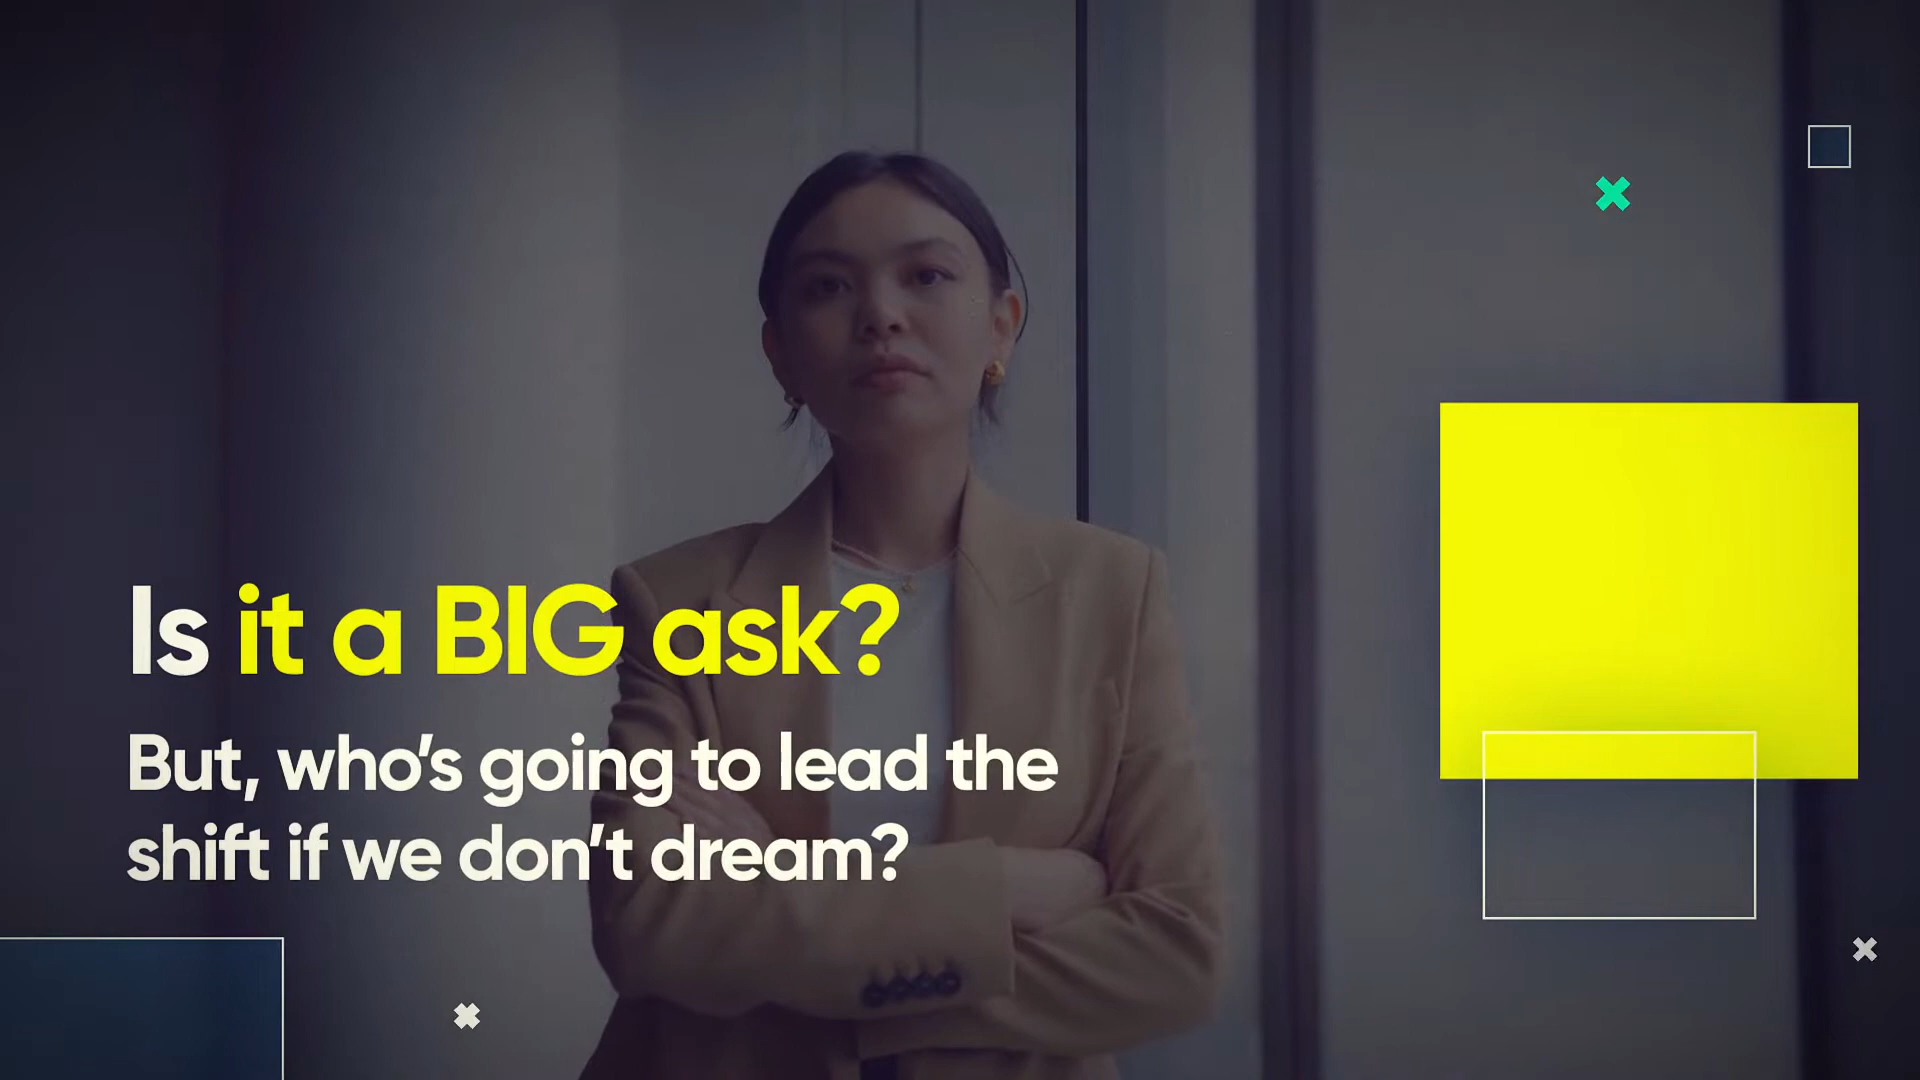 Is it a BIG ask?
But, who’s going to lead the
shift if we don’t dream?